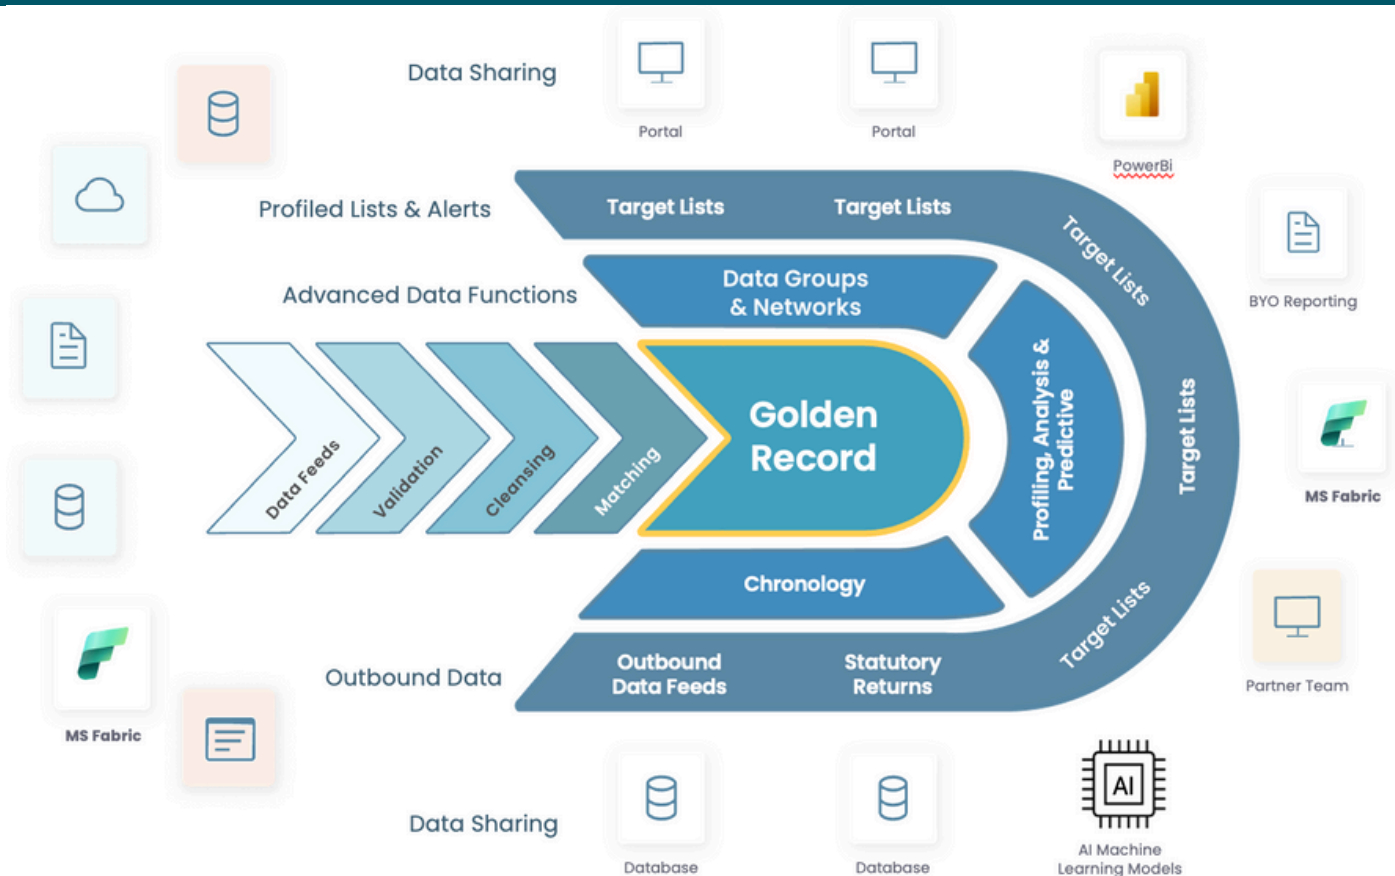 Data Sharing
Portal
Portal
PowerBi
Profiled Lists & Alerts
Target Lists
Target Lists
Target Lists
BYO Reporting
Advanced Data Functions
Data Groups
& Networks
Data Feeds
Validation
Cleansing
Matching
Golden
Record
Profiling, Analysis &
Predictive
Target Lists
MS Fabric
Chronology
Target Lists
Outbound Data
Outbound
Data Feeds
Statutory
Returns
Partner Team
MS Fabric
Data Sharing
Database
Database
AI
AI Machine
Learning Models